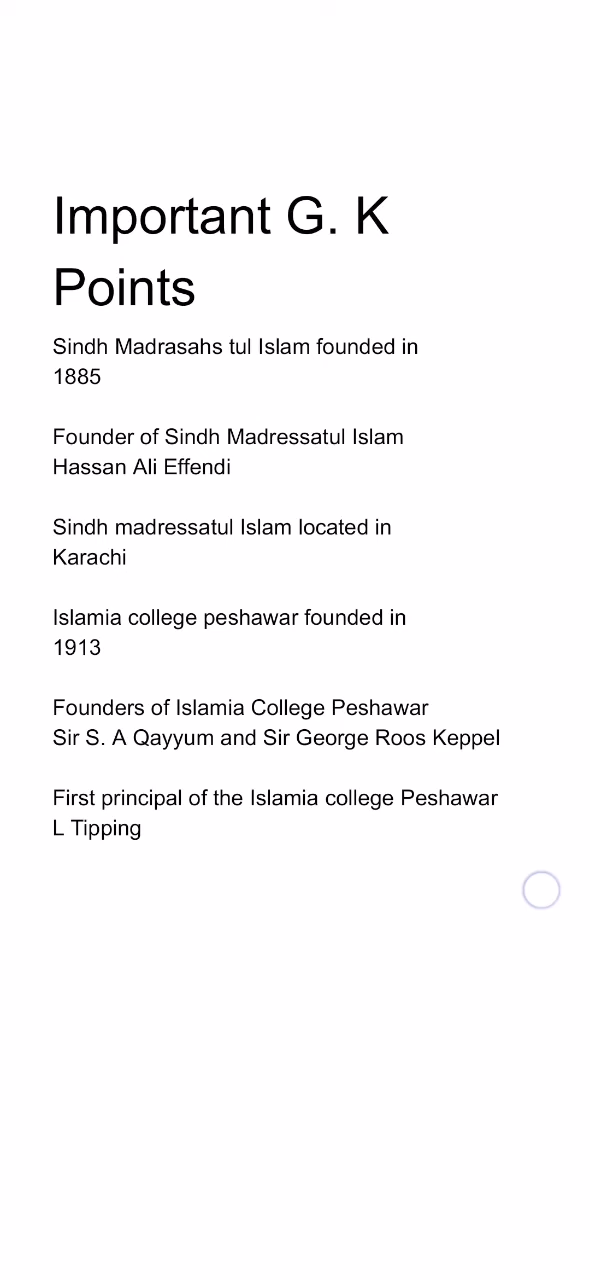 Important G. K
Points
Sindh Madrasahs tul Islam founded in
1885
Founder of Sindh Madressatul Islam
Hassan Ali Effendi
Sindh madressatul Islam located in
Karachi
Islamia college peshawar founded in
1913
Founders of Islamia College Peshawar
Sir S. A Qayyum and Sir George Roos Keppel
First principal of the Islamia college Peshawar
L Tipping